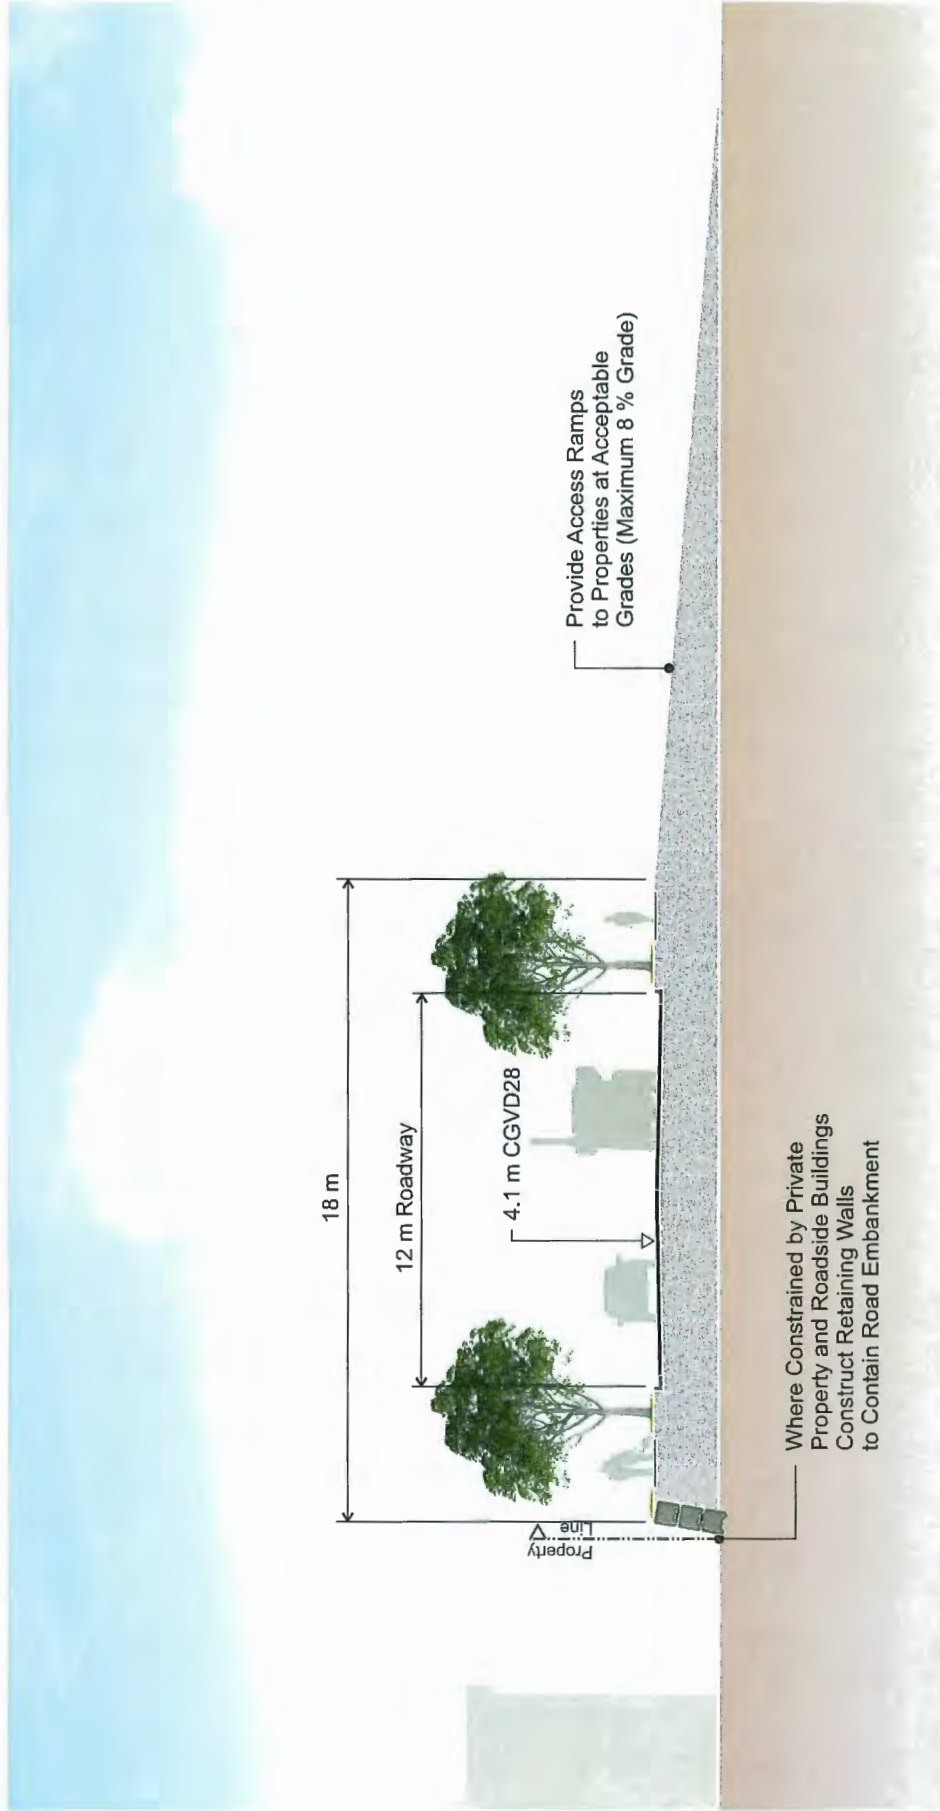 18 m
12 m Roadway
4.1 m CGVD28
Property
Line
Provide Access Ramps
to Properties at Acceptable
Grades (Maximum 8 % Grade)
Where Constrained by Private
Property and Roadside Buildings
Construct Retaining Walls
to Contain Road Embankment